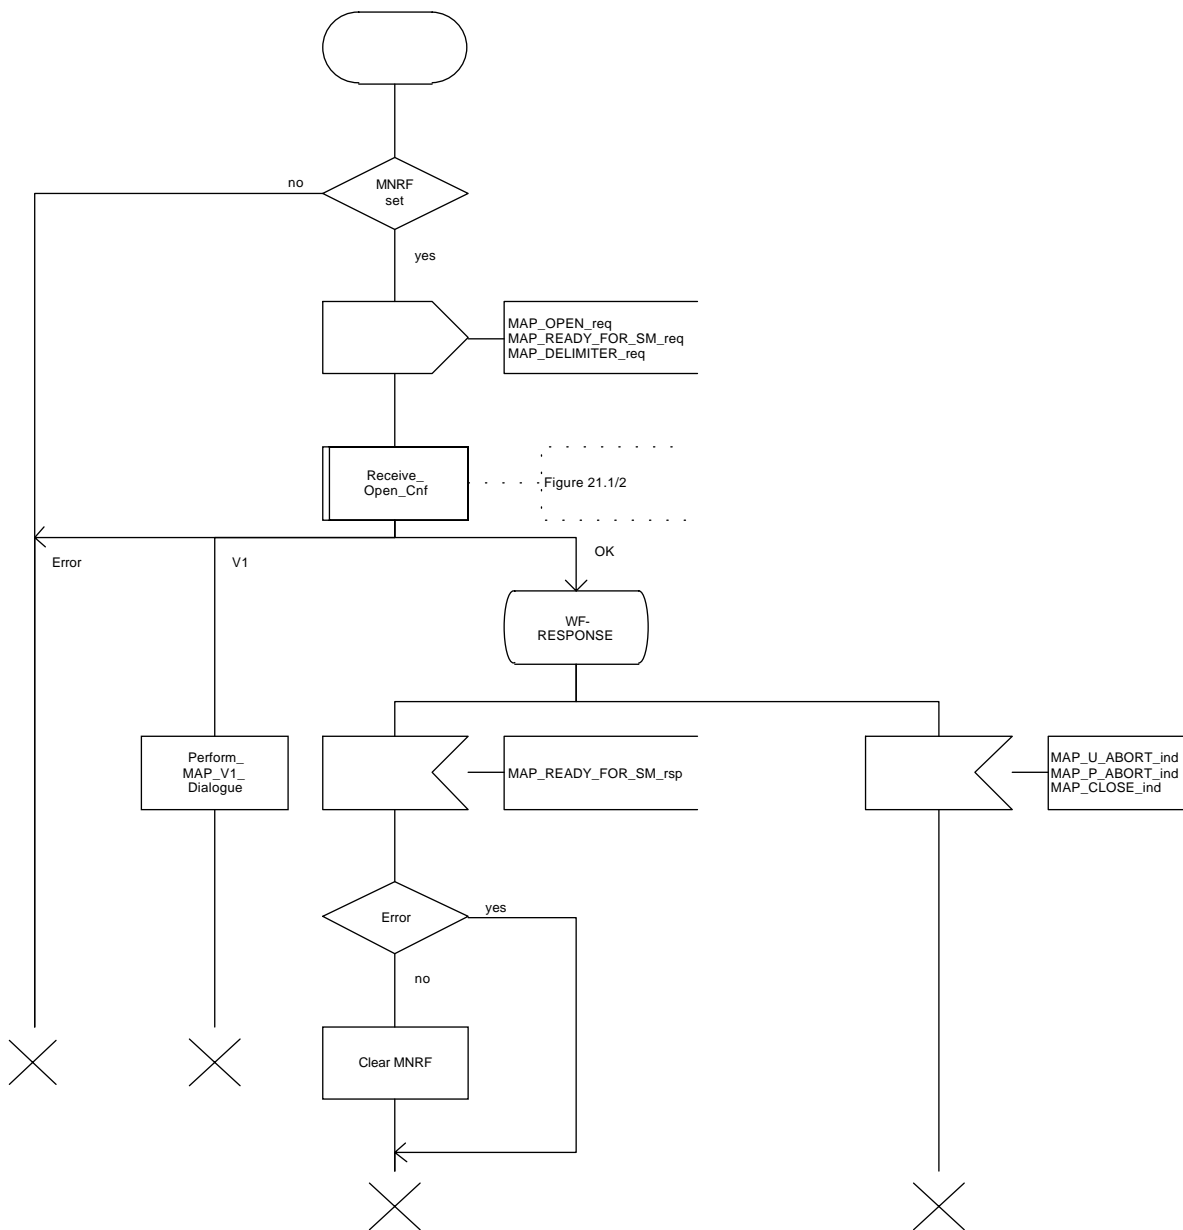 MNRF
set
no
yes
MAP_OPEN_req
MAP_READY_FOR_SM_req
MAP_DELIMITER_req
Receive_
Open_Cnf
Figure 21.1/2
Error
V1
OK
WF-
RESPONSE
Perform_
MAP_V1_
Dialogue
MAP_READY_FOR_SM_rsp
MAP_U_ABORT_ind
MAP_P_ABORT_ind
MAP_CLOSE_ind
Error
yes
no
Clear MNRF